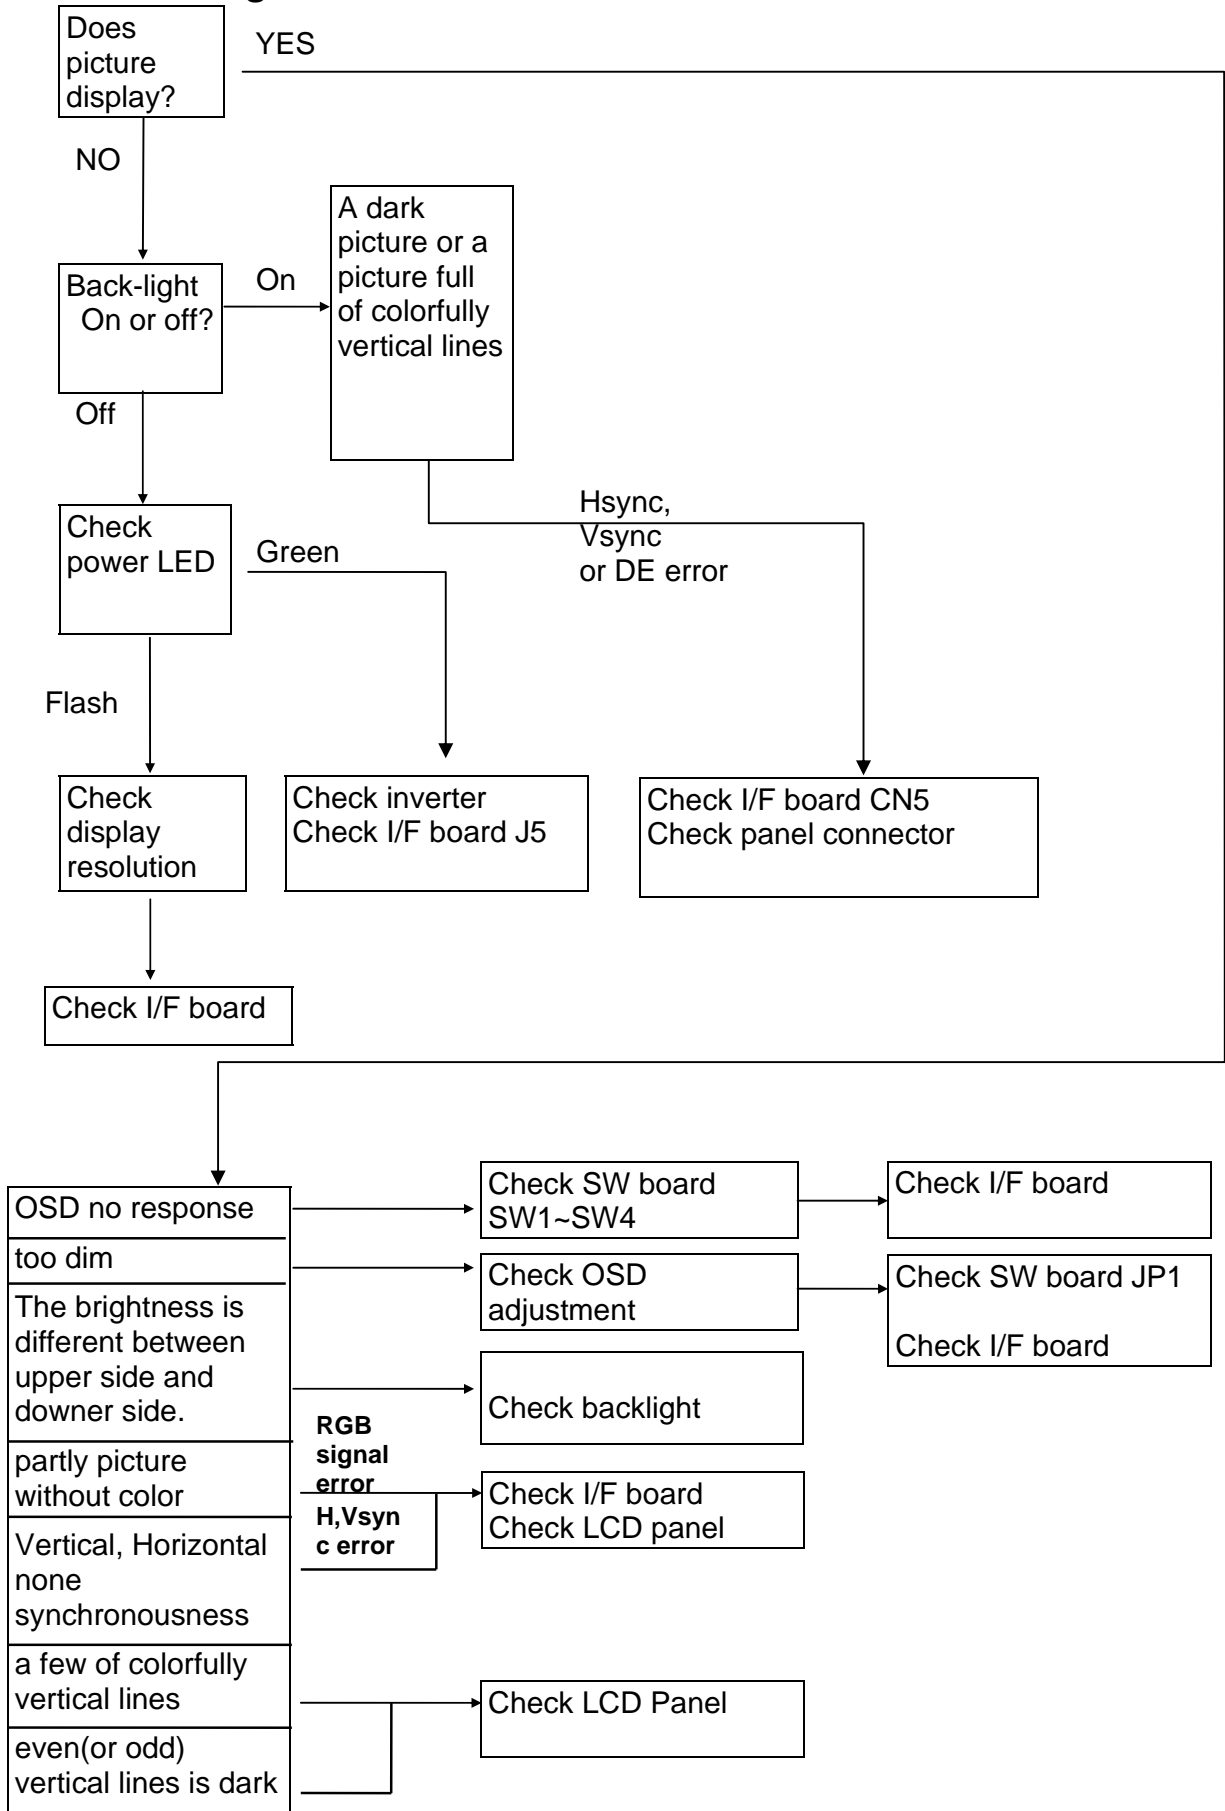 Does
picture
display?
YES
NO
A dark
picture or a
picture full
of colorfully
vertical lines
Back-light
On or off?
On
Off
Check
power LED
Green
Hsync,
Vsync
or DE error
Flash
Check
display
resolution
Check inverter
Check I/F board J5
Check I/F board CN5
Check panel connector
Check I/F board
OSD no response
Check SW board
SW1~SW4
Check I/F board
too dim
Check OSD
adjustment
Check SW board JP1
Check I/F board
The brightness is
different between
upper side and
downer side.
Check backlight
partly picture
without color
RGB
signal
error
H,Vsyn
c error
Check I/F board
Check LCD panel
Vertical, Horizontal
none
synchronousness
a few of colorfully
vertical lines
Check LCD Panel
even(or odd)
vertical lines is dark